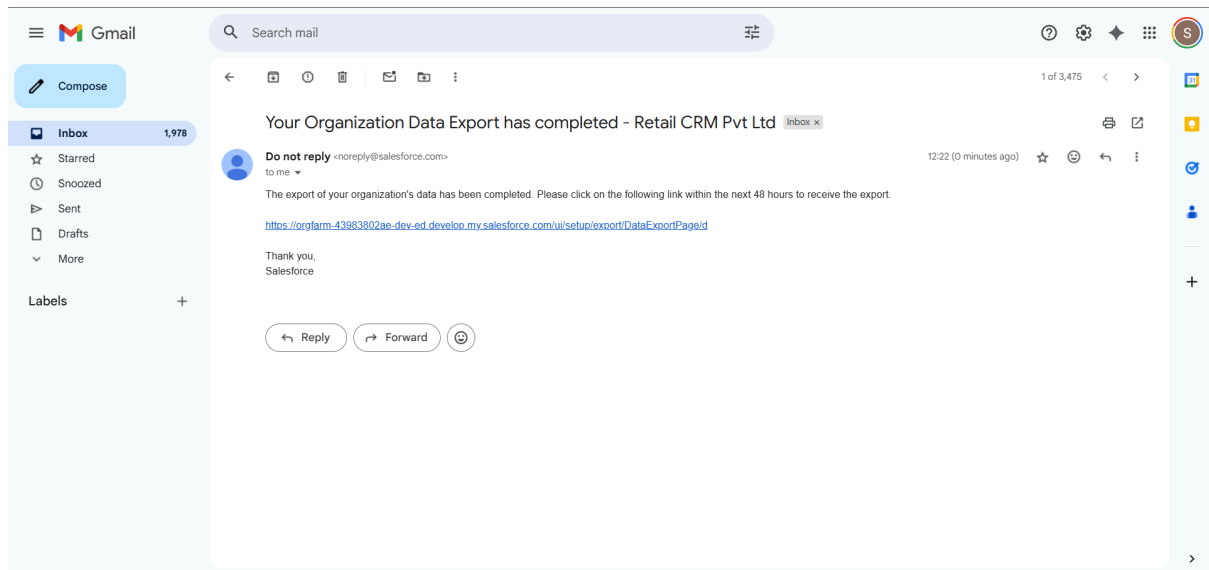 Gmail
Search mail
S
Compose
1 of 3,475
31
Inbox 1,978
Starred
Snoozed
Sent
Drafts
More
Labels
Your Organization Data Export has completed - Retail CRM Pvt Ltd Inbox ×
Do not reply <noreply@salesforce.com> 12:22 (0 minutes ago)
to me
The export of your organization's data has been completed. Please click on the following link within the next 48 hours to receive the export.
https://orgfarm-43983802ae-dev-ed.develop.my.salesforce.com/ui/setup/export/DataExportPage/d
Thank you,
Salesforce
Reply Forward